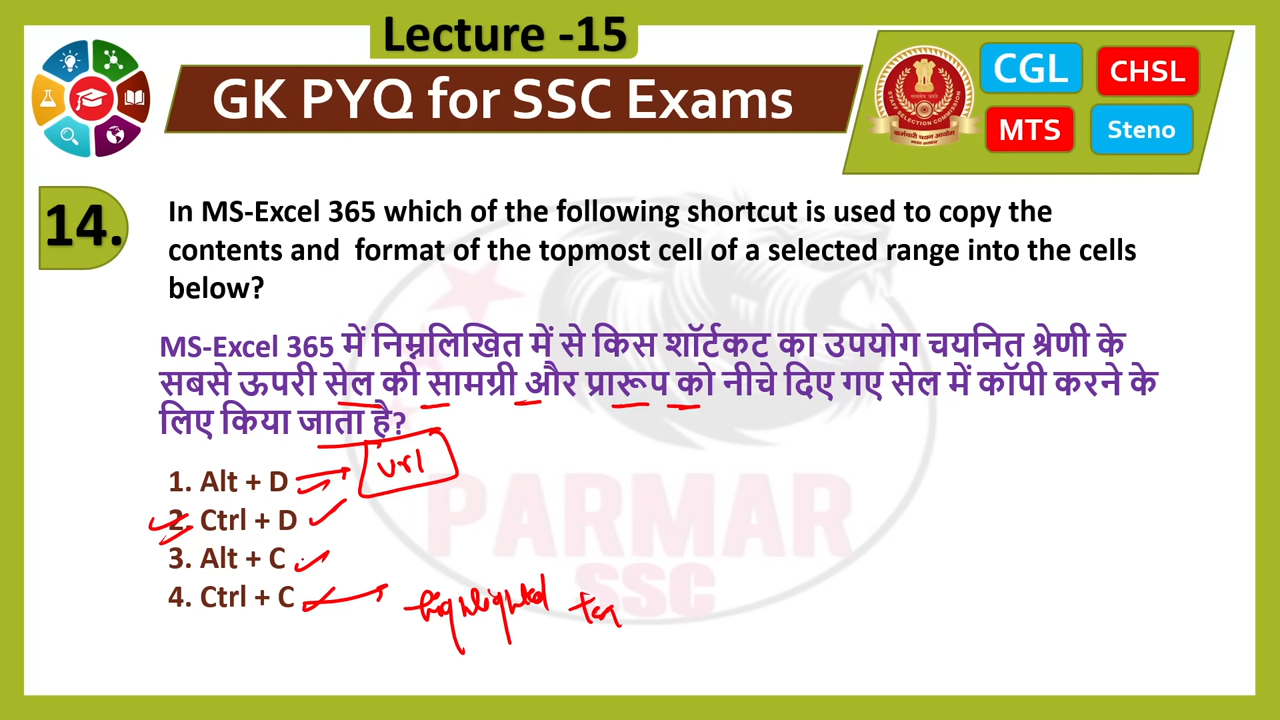 Lecture -15
GK PYQ for SSC Exams
CGL
CHSL
MTS
Steno
14.
In MS-Excel 365 which of the following shortcut is used to copy the
contents and format of the topmost cell of a selected range into the cells
below?
MS-Excel 365 में निम्नलिखित में से किस शॉर्टकट का उपयोग चयनित श्रेणी के
सबसे ऊपरी सेल की सामग्री और प्रारूप को नीचे दिए गए सेल में कॉपी करने के
लिए किया जाता है?
url
1. Alt + D
2. Ctrl + D
3. Alt + C
4. Ctrl + C
highlighted
PARMAR
SSC